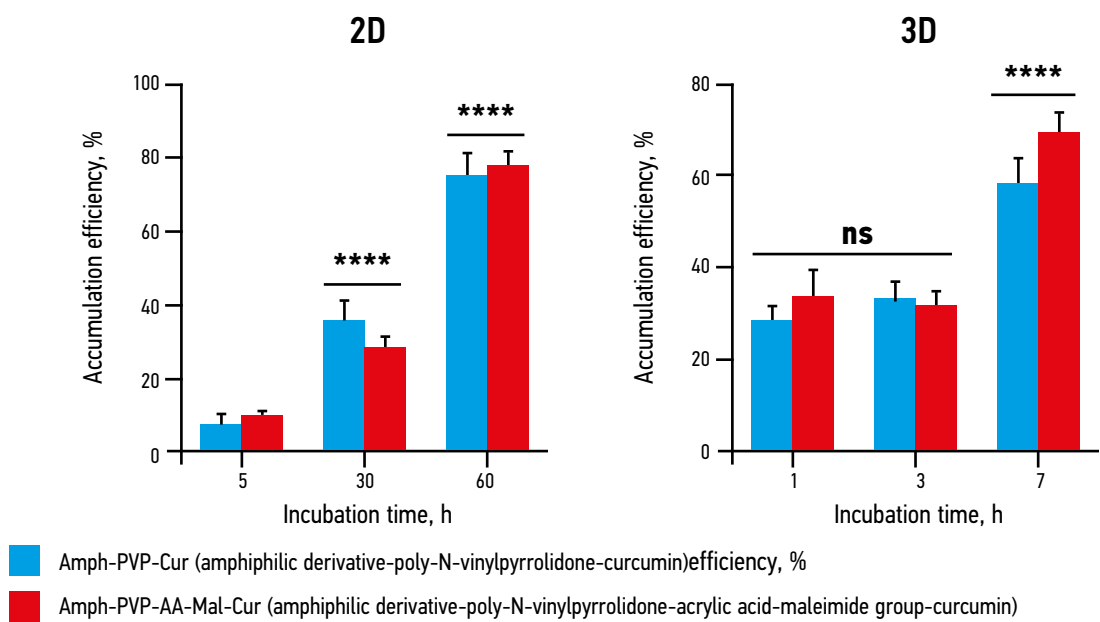 2D
Accumulation efficiency, %
100
80
60
40
20
0
****
****
5
30
60
Incubation time, h
3D
Accumulation efficiency, %
80
60
40
20
0
ns
****
1
3
7
Incubation time, h
Amph-PVP-Cur (amphiphilic derivative-poly-N-vinylpyrrolidone-curcumin)efficiency, %
Amph-PVP-AA-Mal-Cur (amphiphilic derivative-poly-N-vinylpyrrolidone-acrylic acid-maleimide group-curcumin)